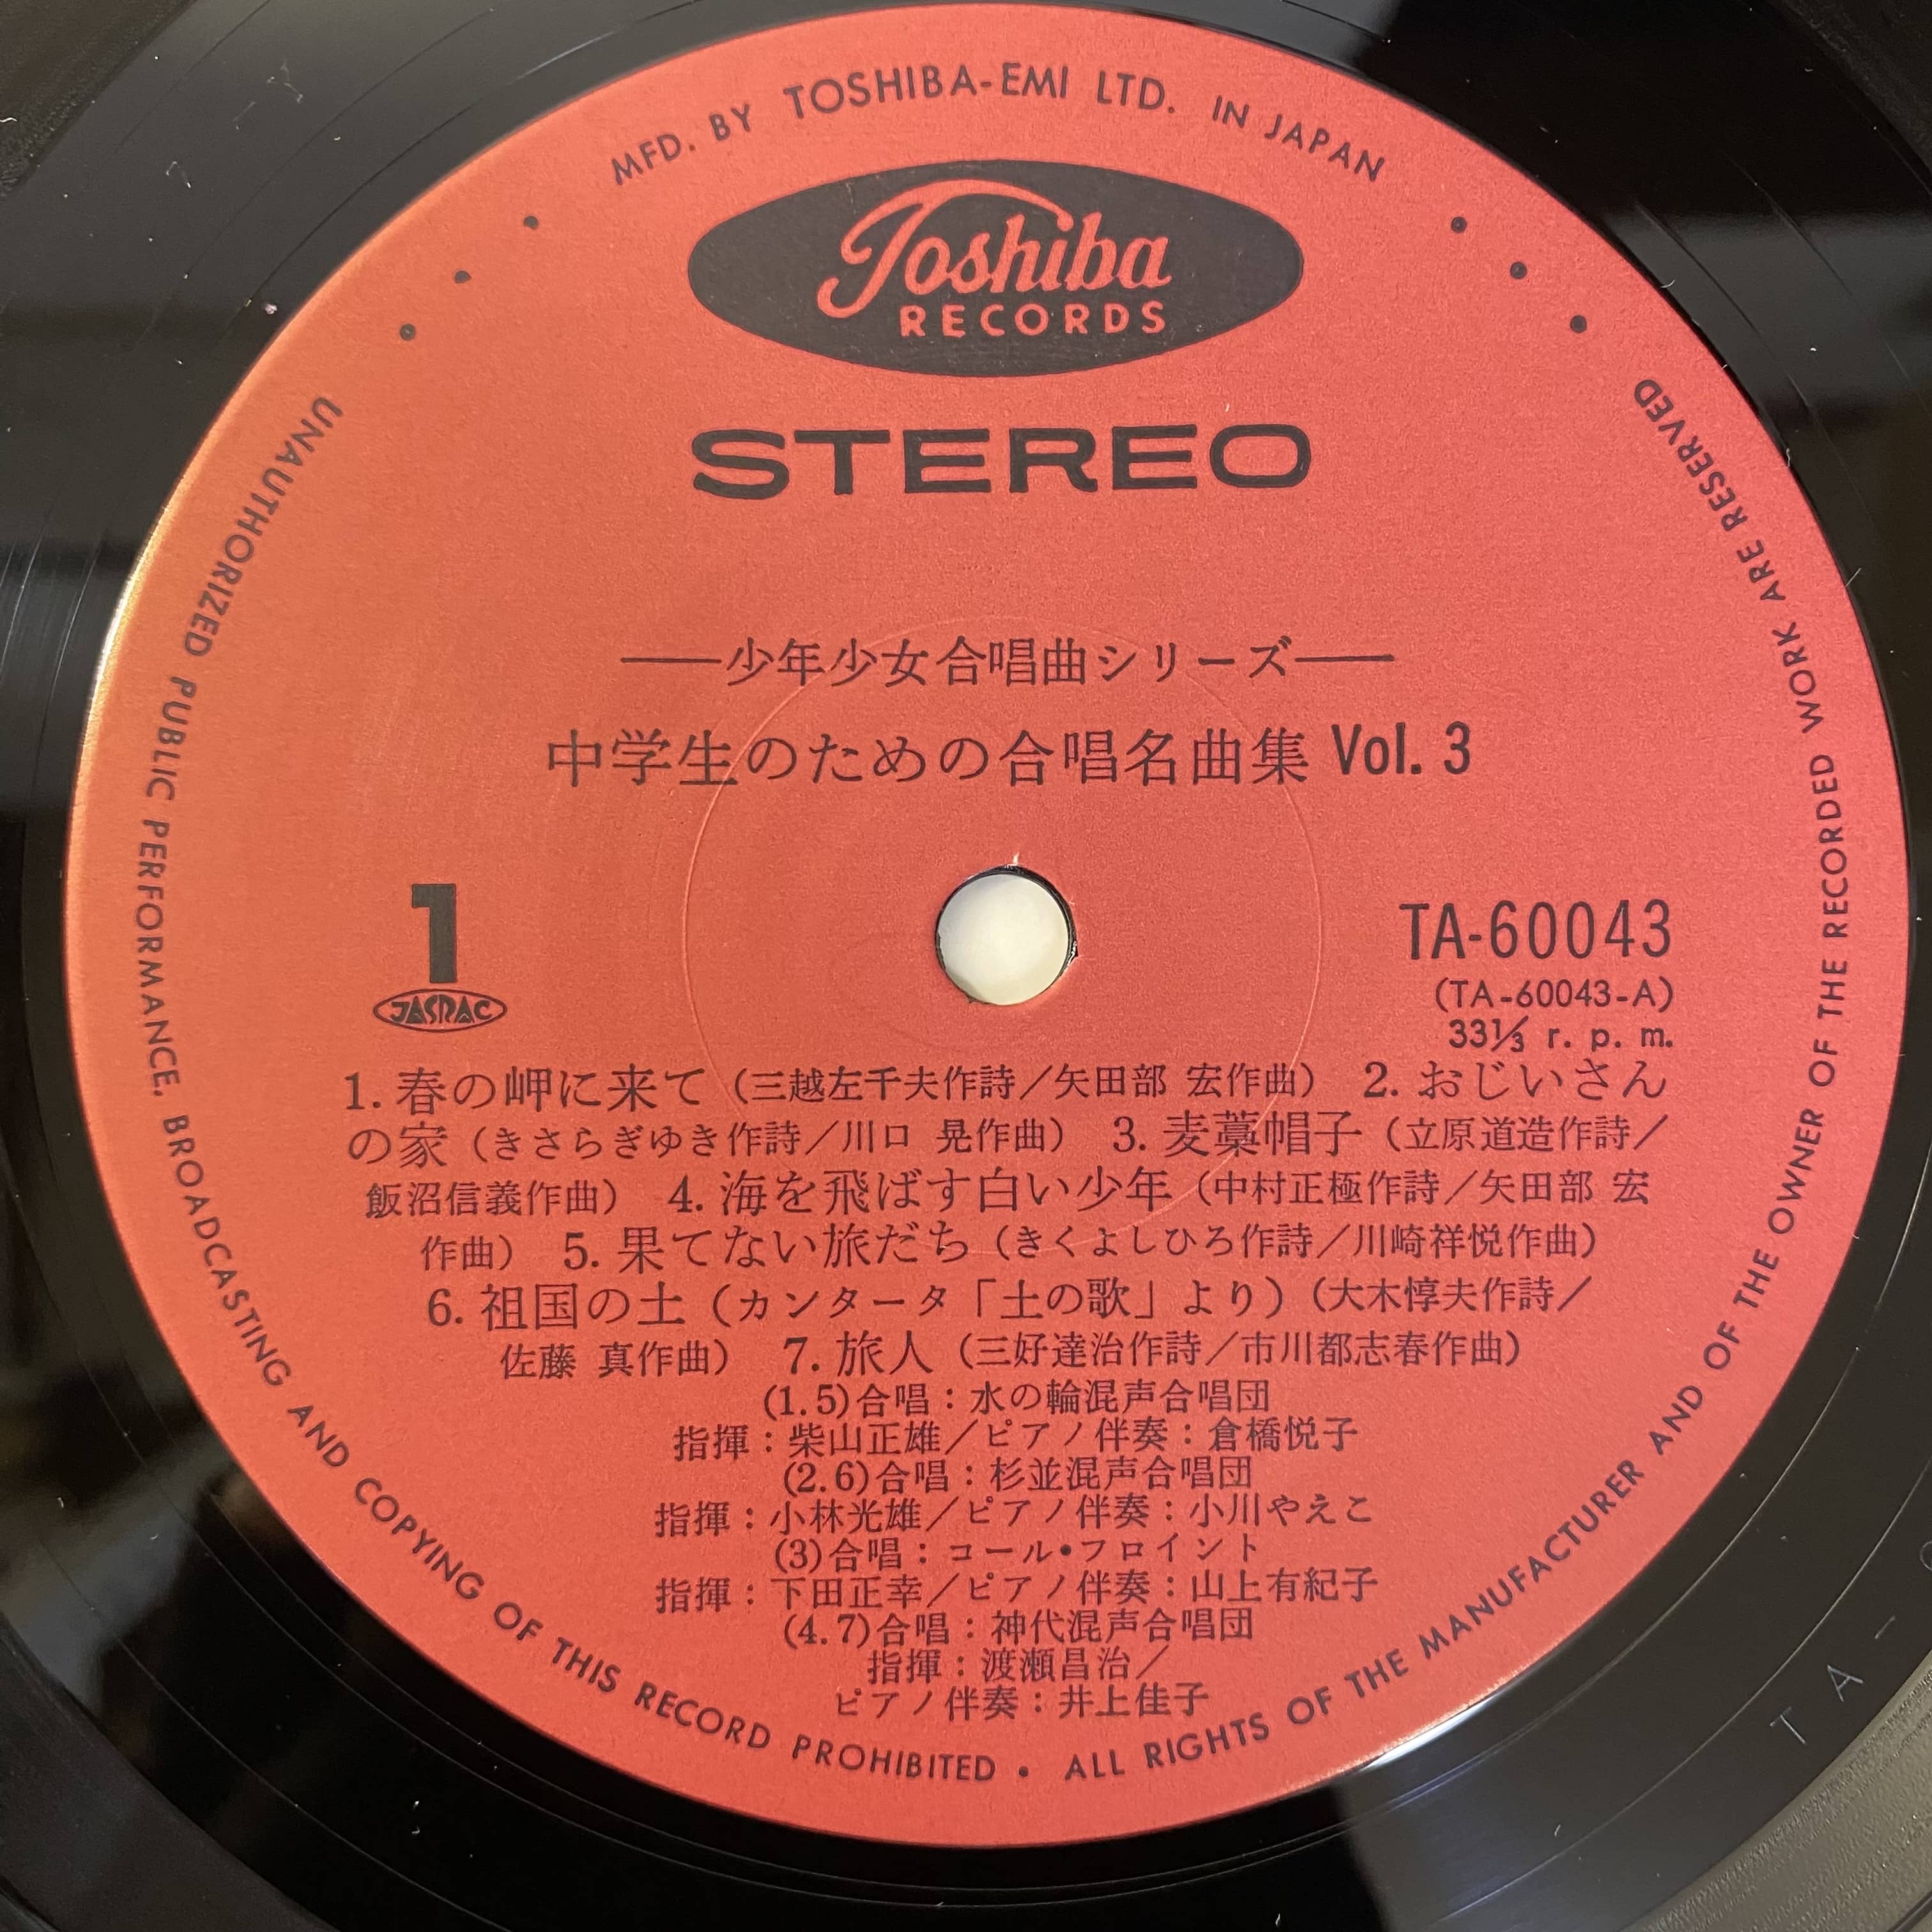 MFD. BY TOSHIBA-EMI LTD. IN JAPAN
Toshiba
RECORDS
STEREO
——少年少女合唱曲シリーズ——
中学生のための合唱名曲集 Vol. 3
1
JASRAC
TA-60043
(TA-60043-A)
33⅓ r. p. m.
1. 春の岬に来て（三越左千夫作詩／矢田部 宏作曲） 2. おじいさん
の家（きさらぎゆき作詩／川口 晃作曲） 3. 麦藁帽子（立原道造作詩／
飯沼信義作曲） 4. 海を飛ばす白い少年（中村正極作詩／矢田部 宏
作曲） 5. 果てない旅だち（きくよしひろ作詩／川崎祥悦作曲）
6. 祖国の土（カンタータ「土の歌」より）（大木惇夫作詩／
佐藤 真作曲） 7. 旅人（三好達治作詩／市川都志春作曲）
(1.5)合唱：水の輪混声合唱団
指揮：柴山正雄／ピアノ伴奏：倉橋悦子
(2.6)合唱：杉並混声合唱団
指揮：小林光雄／ピアノ伴奏：小川やえこ
(3)合唱：コール・フロイント
指揮：下田正幸／ピアノ伴奏：山上有紀子
(4.7)合唱：神代混声合唱団
指揮：渡瀬昌治／
ピアノ伴奏：井上佳子
UNAUTHORIZED PUBLIC PERFORMANCE. BROADCASTING AND COPYING OF THIS RECORD PROHIBITED • ALL RIGHTS OF THE MANUFACTURER AND OF THE OWNER OF THE RECORDED WORK ARE RESERVED
TA-